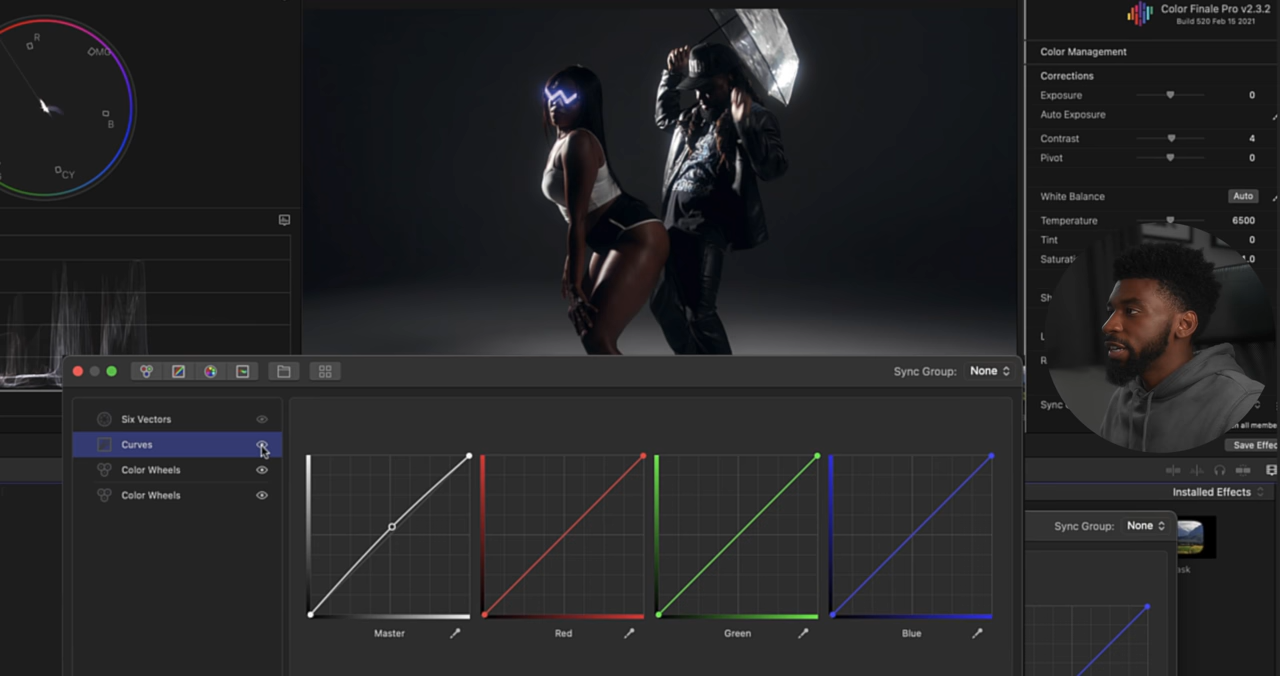 Color Finale Pro v2.3.2
Build 520 Feb 15 2021
R
MG
B
CY
Color Management
Corrections
Exposure 0
Auto Exposure
Contrast 4
Pivot 0
White Balance Auto
Temperature 6500
Tint 0
Sync Group: None
Six Vectors
Curves
Color Wheels
Color Wheels
Master
Red
Green
Blue
Save Effec
Installed Effects
Sync Group: None